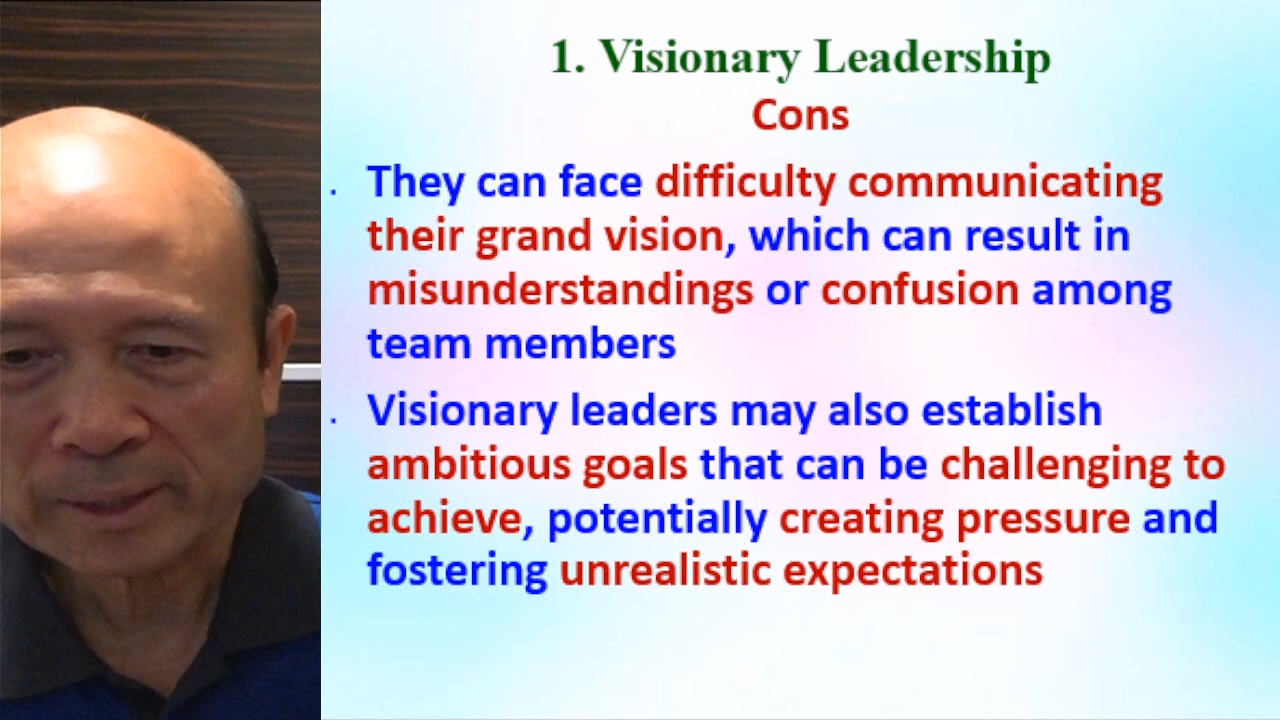 1. Visionary Leadership
Cons
. They can face difficulty communicating
their grand vision, which can result in
misunderstandings or confusion among
team members
. Visionary leaders may also establish
ambitious goals that can be challenging to
achieve, potentially creating pressure and
fostering unrealistic expectations